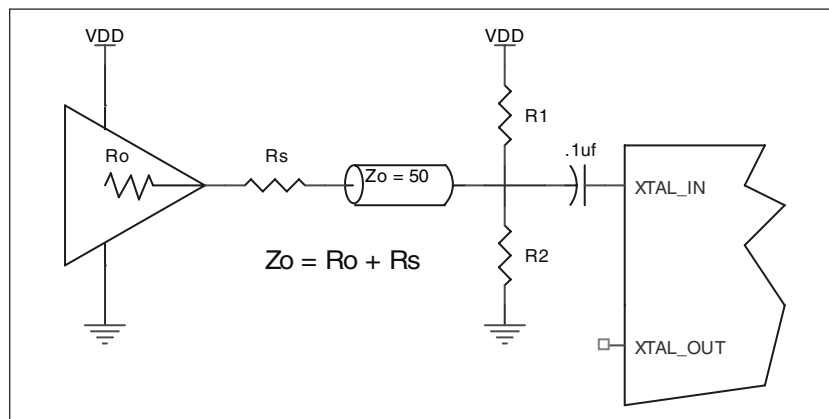 VDD
VDD
R1
Ro
Rs
Zo = 50
.1uf
XTAL_IN
Zo = Ro + Rs
R2
XTAL_OUT